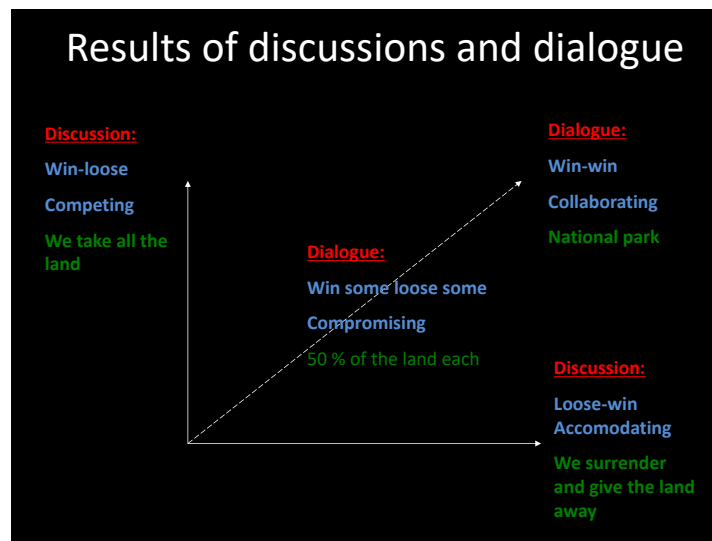 Results of discussions and dialogue
Discussion:
Win-loose
Competing
We take all the
land
Dialogue:
Win some loose some
Compromising
50 % of the land each
Dialogue:
Win-win
Collaborating
National park
Discussion:
Loose-win
Accomodating
We surrender
and give the land
away